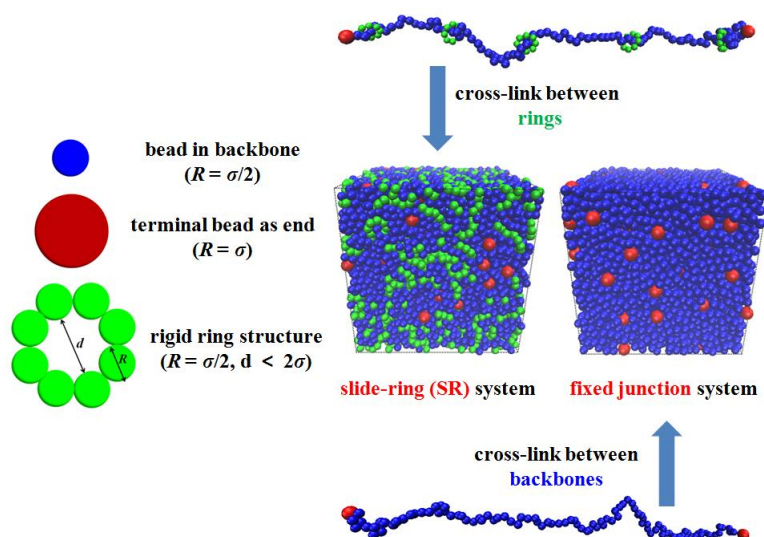 cross-link between
rings
bead in backbone
(R = σ/2)
terminal bead as end
(R = σ)
d
R
rigid ring structure
(R = σ/2, d < 2σ)
slide-ring (SR) system
fixed junction system
cross-link between
backbones